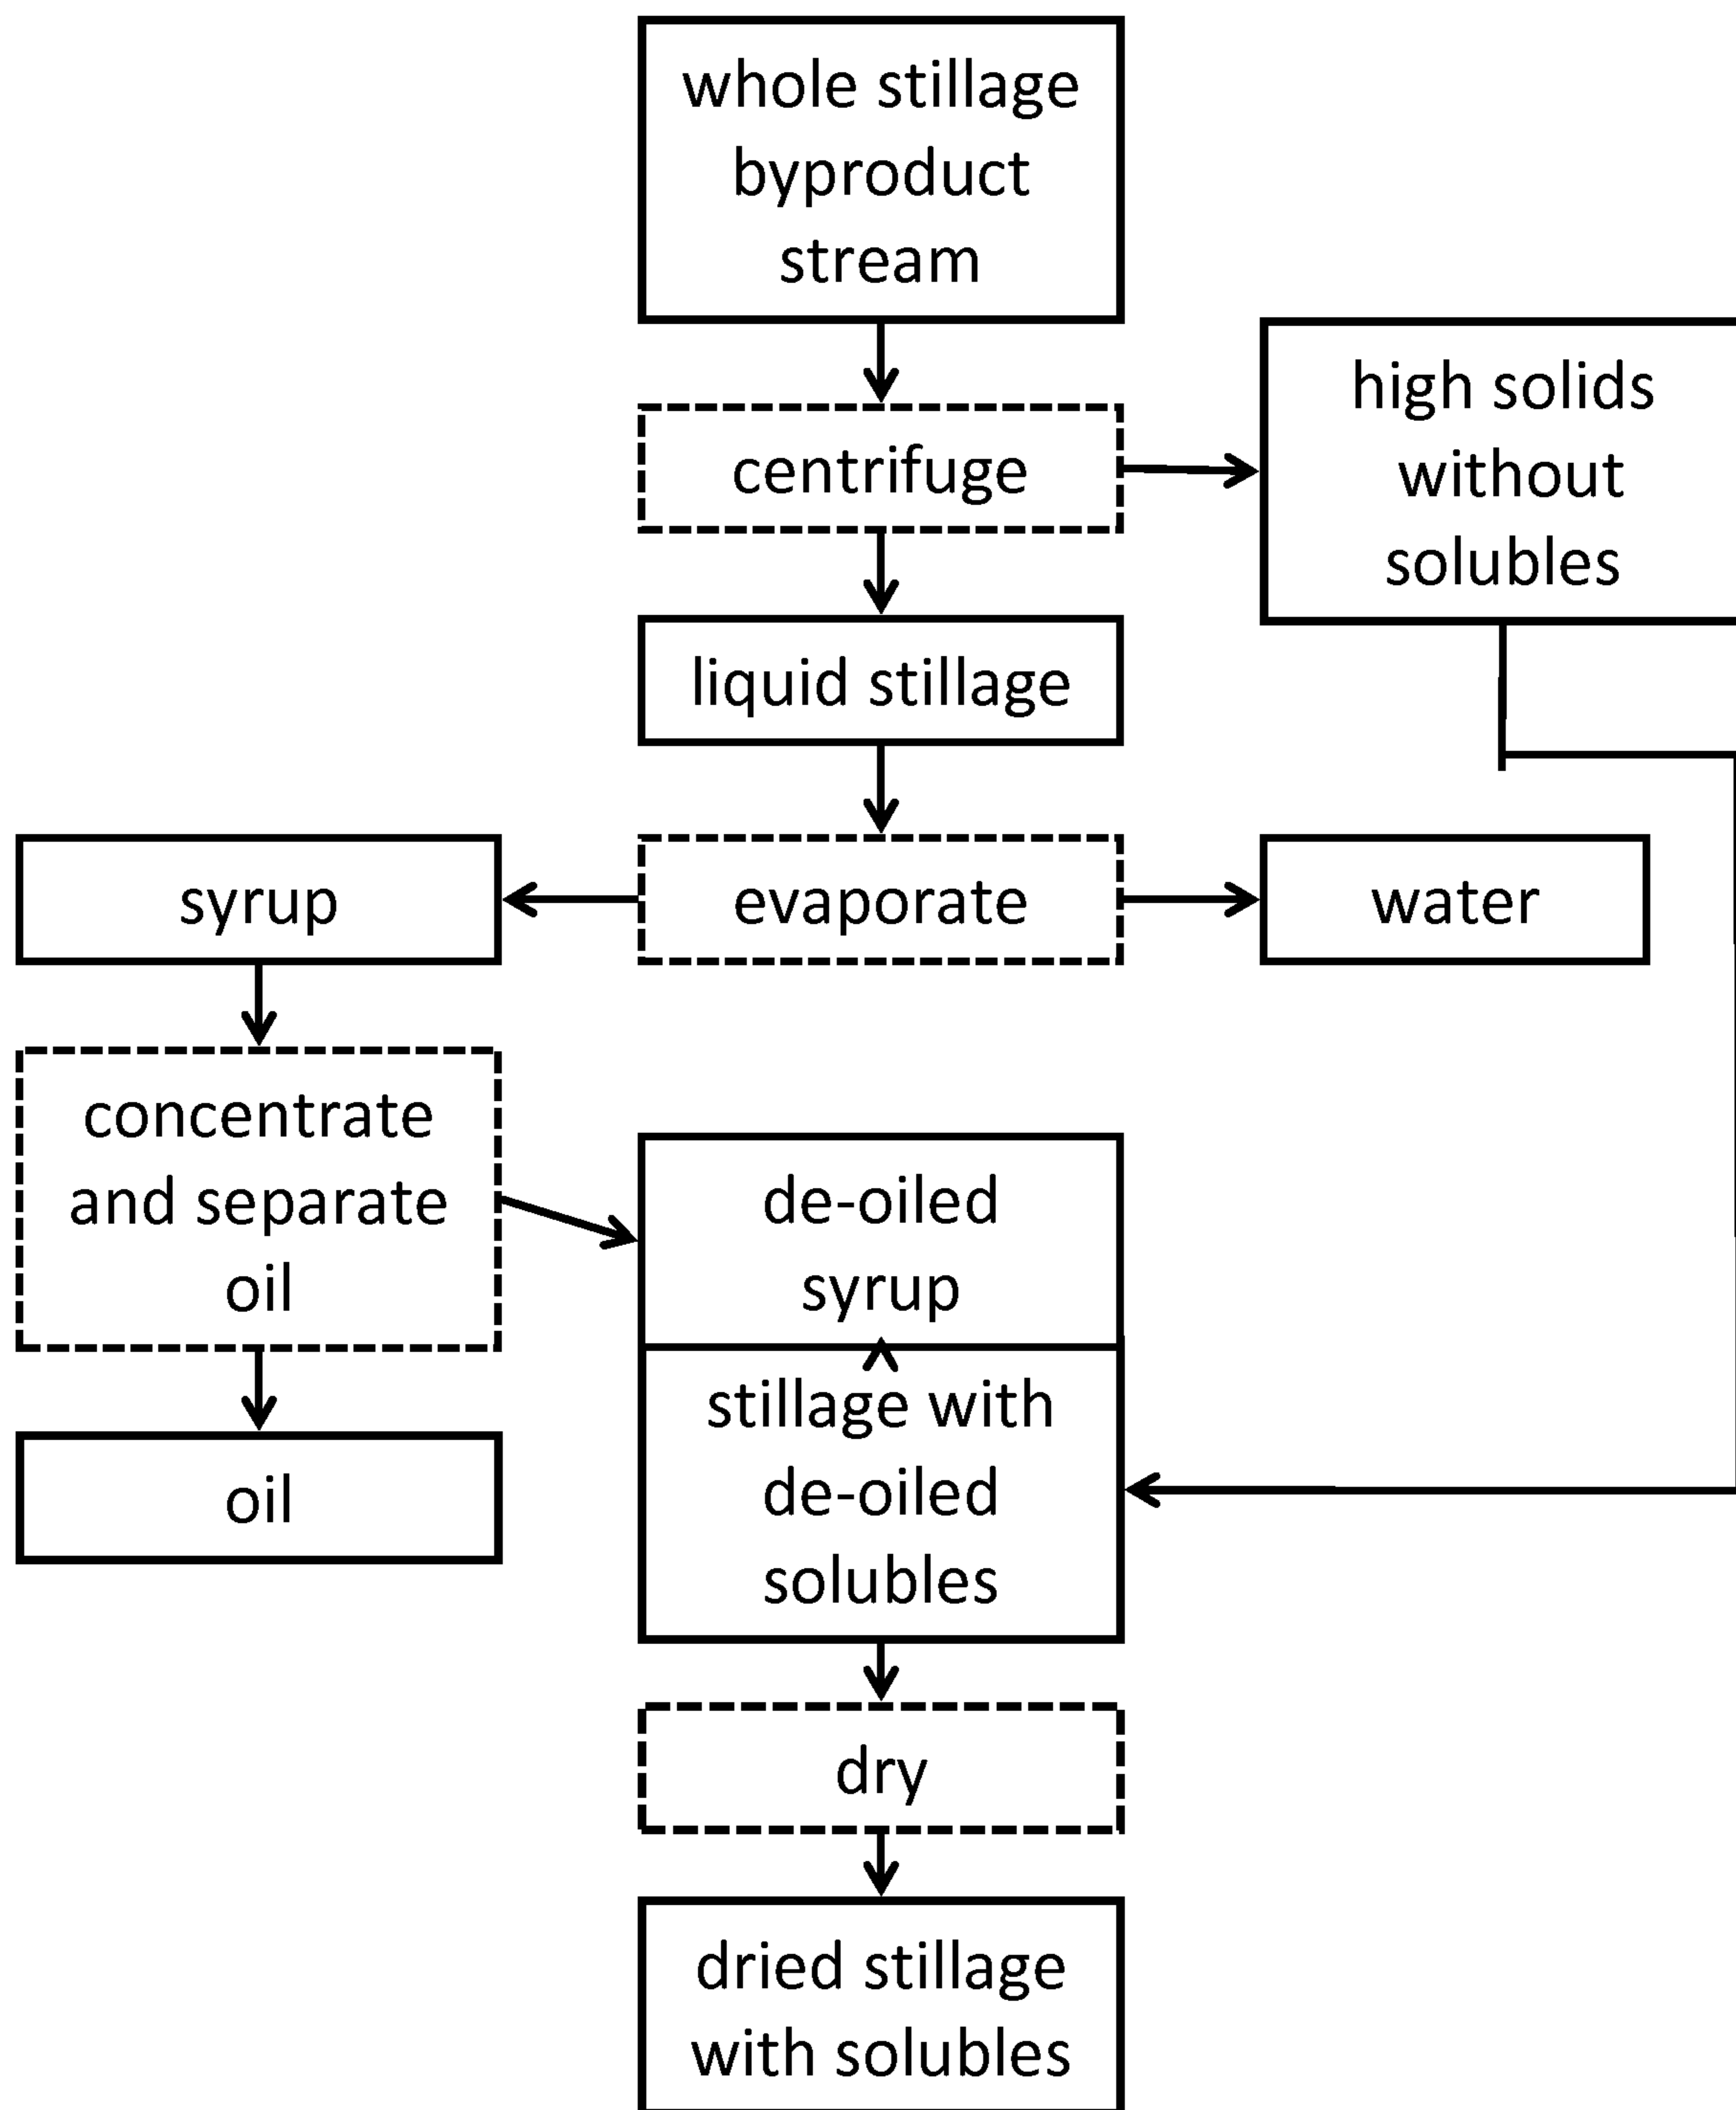 whole stillage
byproduct
stream
centrifuge
high solids
without
solubles
liquid stillage
syrup
evaporate
water
concentrate
and separate
oil
de-oiled
syrup
oil
stillage with
de-oiled
solubles
dry
dried stillage
with solubles